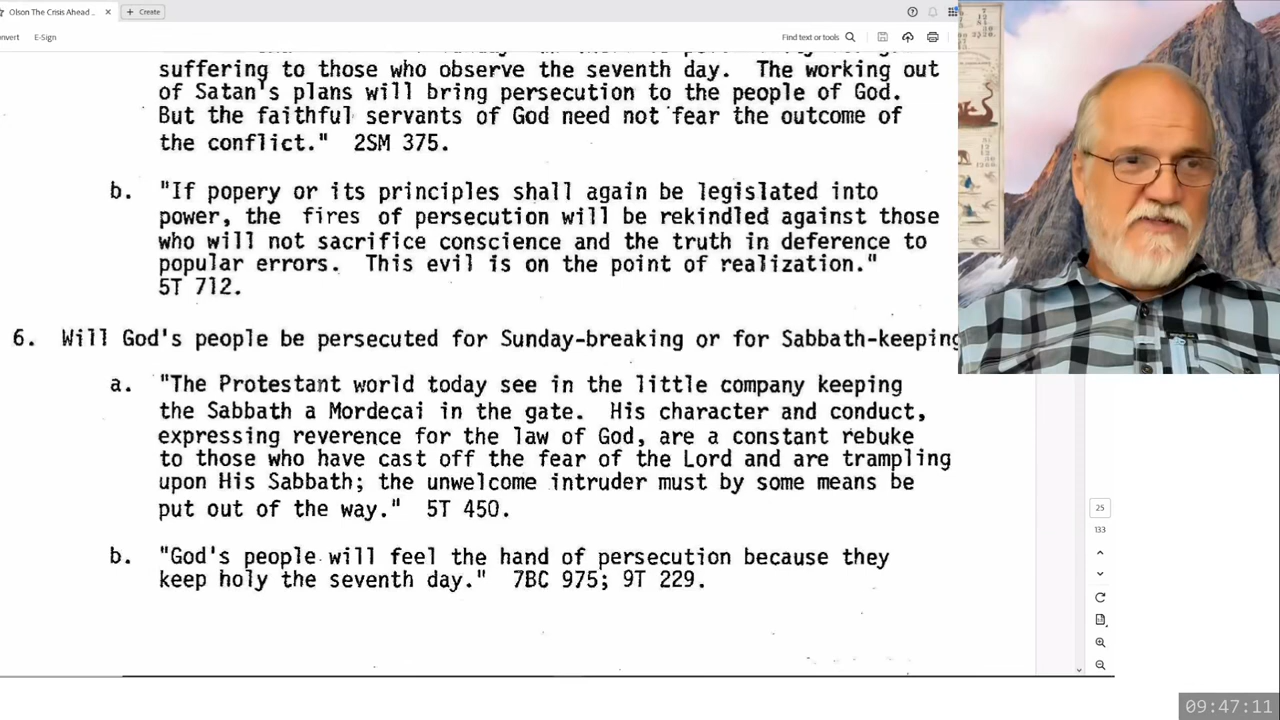 Olson The Crisis Ahead .. × + Create
nvert E-Sign Find text or tools
suffering to those who observe the seventh day. The working out
of Satan's plans will bring persecution to the people of God.
But the faithful servants of God need not fear the outcome of
the conflict." 2SM 375.
b. "If popery or its principles shall again be legislated into
power, the fires of persecution will be rekindled against those
who will not sacrifice conscience and the truth in deference to
popular errors. This evil is on the point of realization."
5T 712.
6. Will God's people be persecuted for Sunday-breaking or for Sabbath-keeping
a. "The Protestant world today see in the little company keeping
the Sabbath a Mordecai in the gate. His character and conduct,
expressing reverence for the law of God, are a constant rebuke
to those who have cast off the fear of the Lord and are trampling
upon His Sabbath; the unwelcome intruder must by some means be
put out of the way." 5T 450.
b. "God's people will feel the hand of persecution because they
keep holy the seventh day." 7BC 975; 9T 229.
25
133
09:47:11